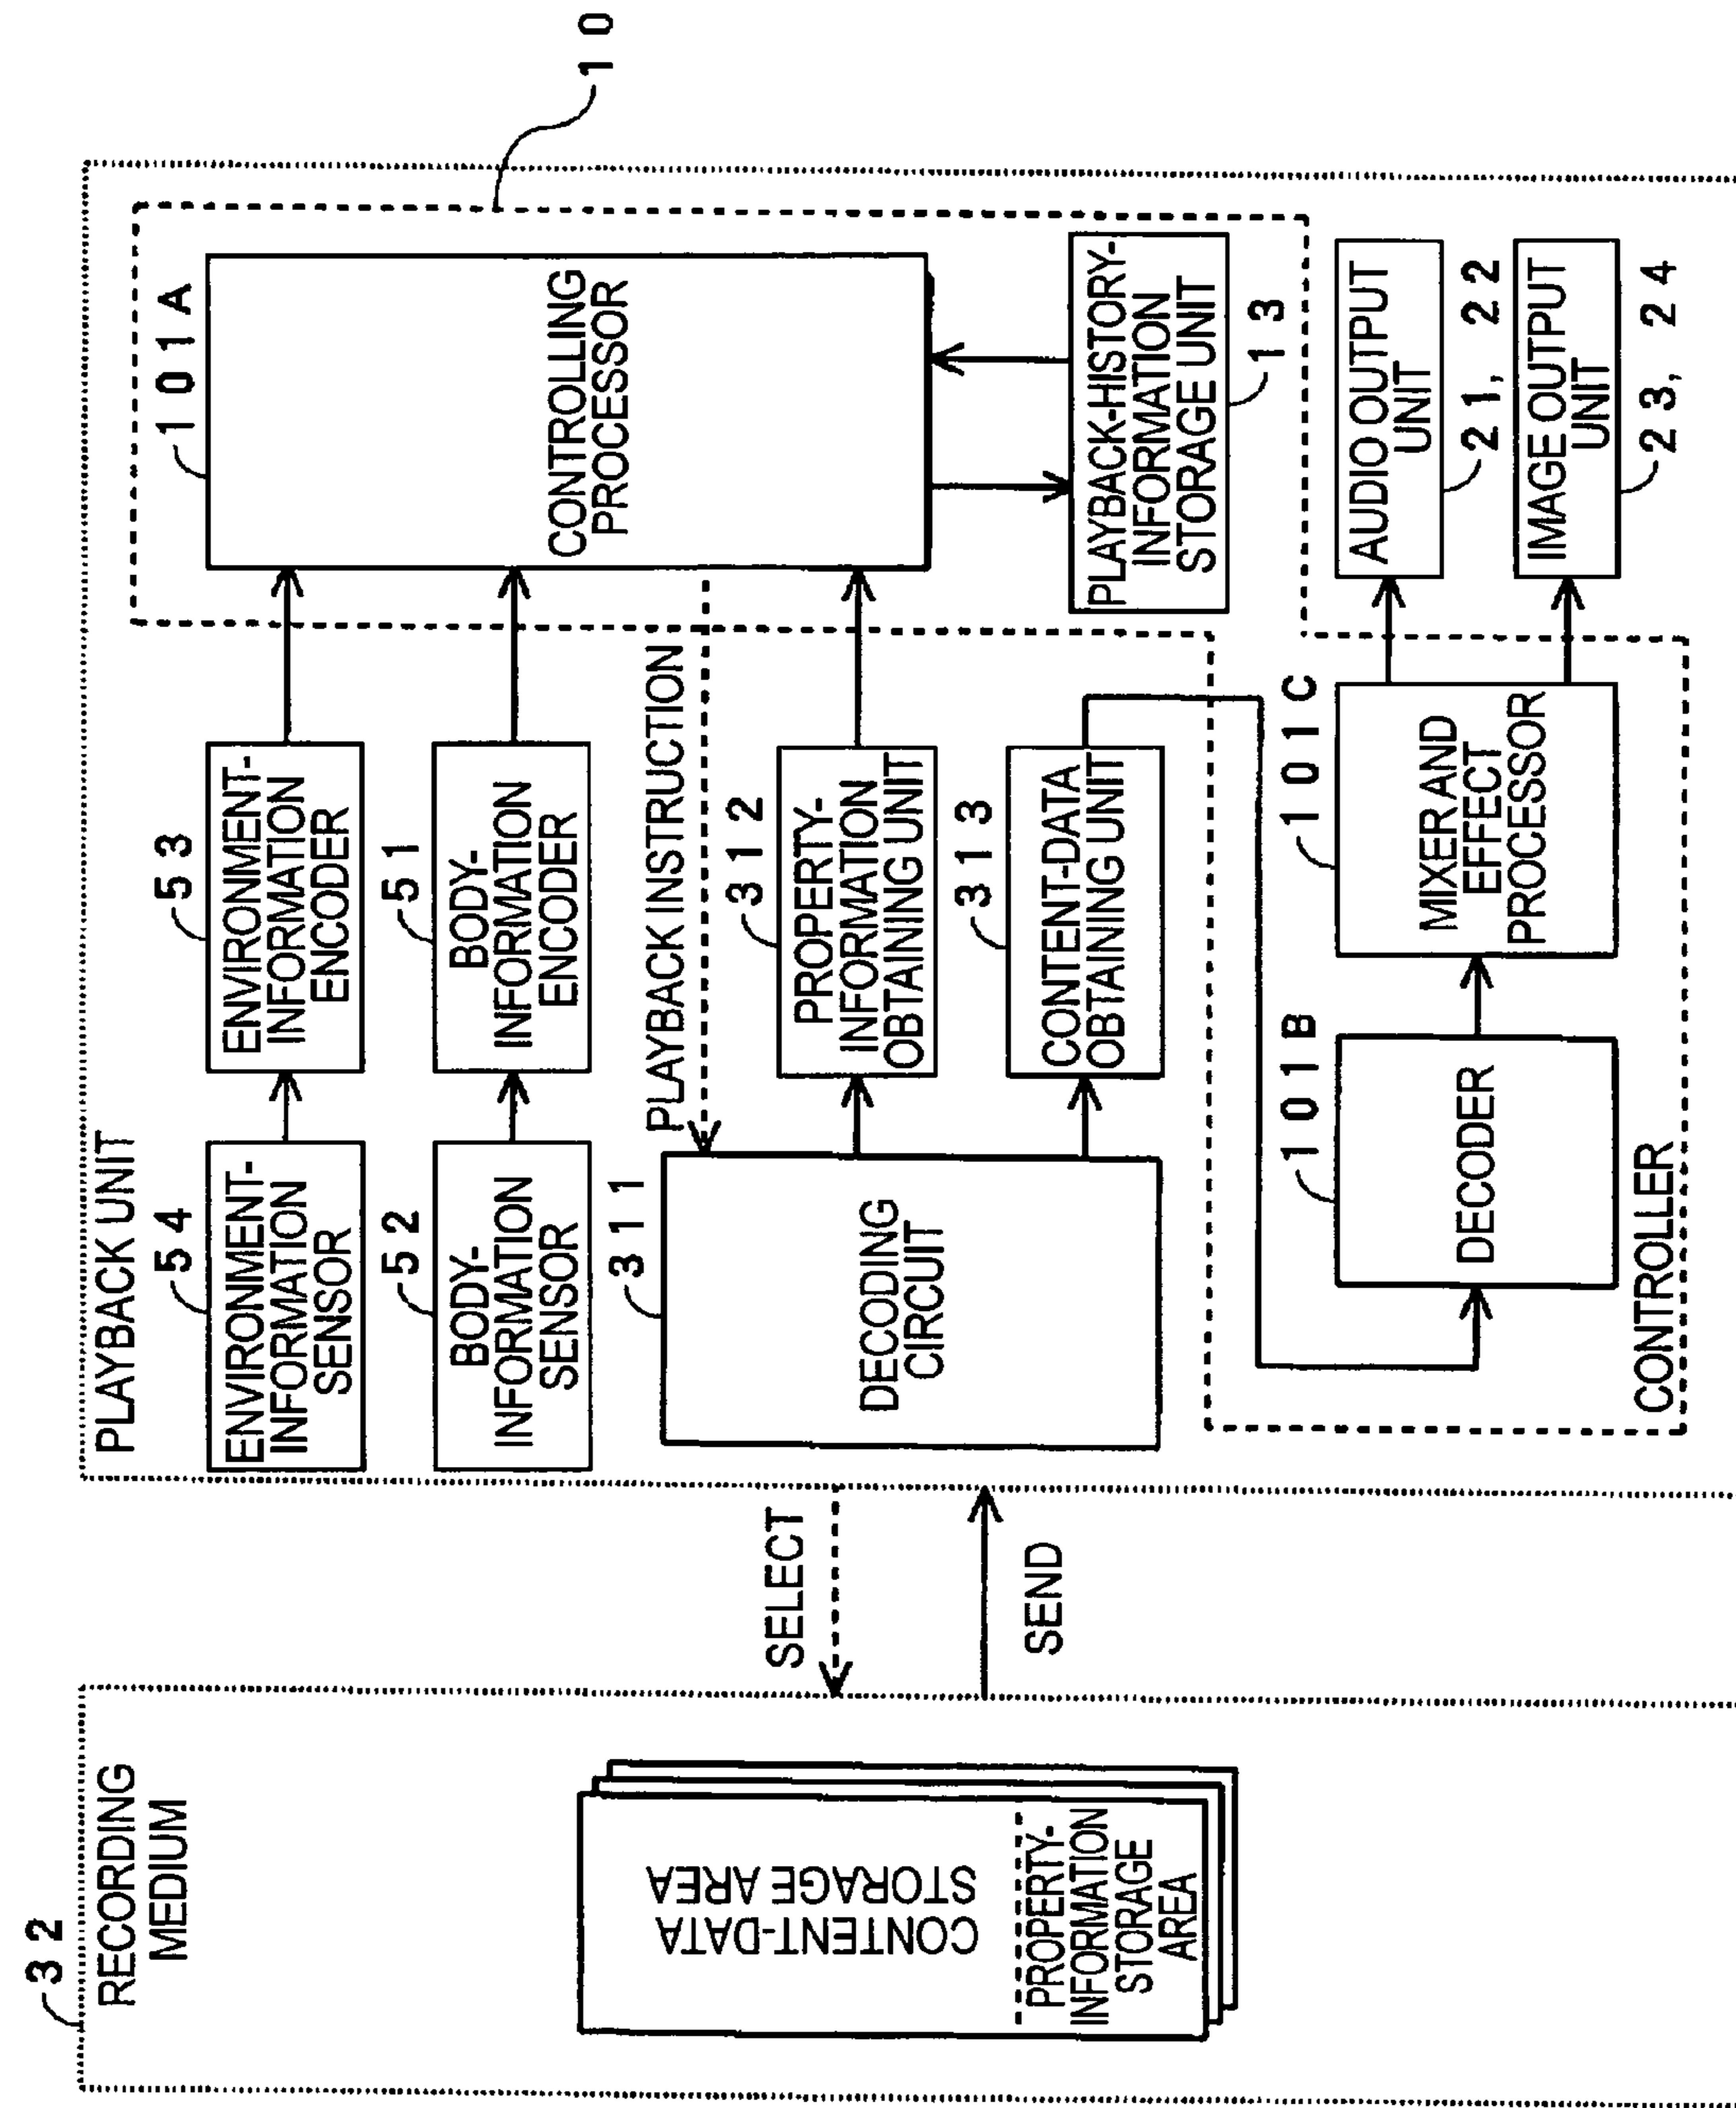 32
RECORDING
MEDIUM
CONTENT-DATA
STORAGE AREA
PROPERTY-
INFORMATION
STORAGE
AREA
SELECT
SEND
PLAYBACK UNIT
54
ENVIRONMENT-
INFORMATION
SENSOR
53
ENVIRONMENT-
INFORMATION
ENCODER
52
BODY-
INFORMATION
SENSOR
51
BODY-
INFORMATION
ENCODER
101A
CONTROLLING
PROCESSOR
10
PLAYBACK INSTRUCTION
311
DECODING
CIRCUIT
312
PROPERTY-
INFORMATION
OBTAINING UNIT
313
CONTENT-DATA
OBTAINING UNIT
PLAYBACK-HISTORY-
INFORMATION
STORAGE UNIT
13
101B
DECODER
101C
MIXER AND
EFFECT
PROCESSOR
AUDIO OUTPUT
UNIT
21, 22
IMAGE OUTPUT
UNIT
23, 24
CONTROLLER